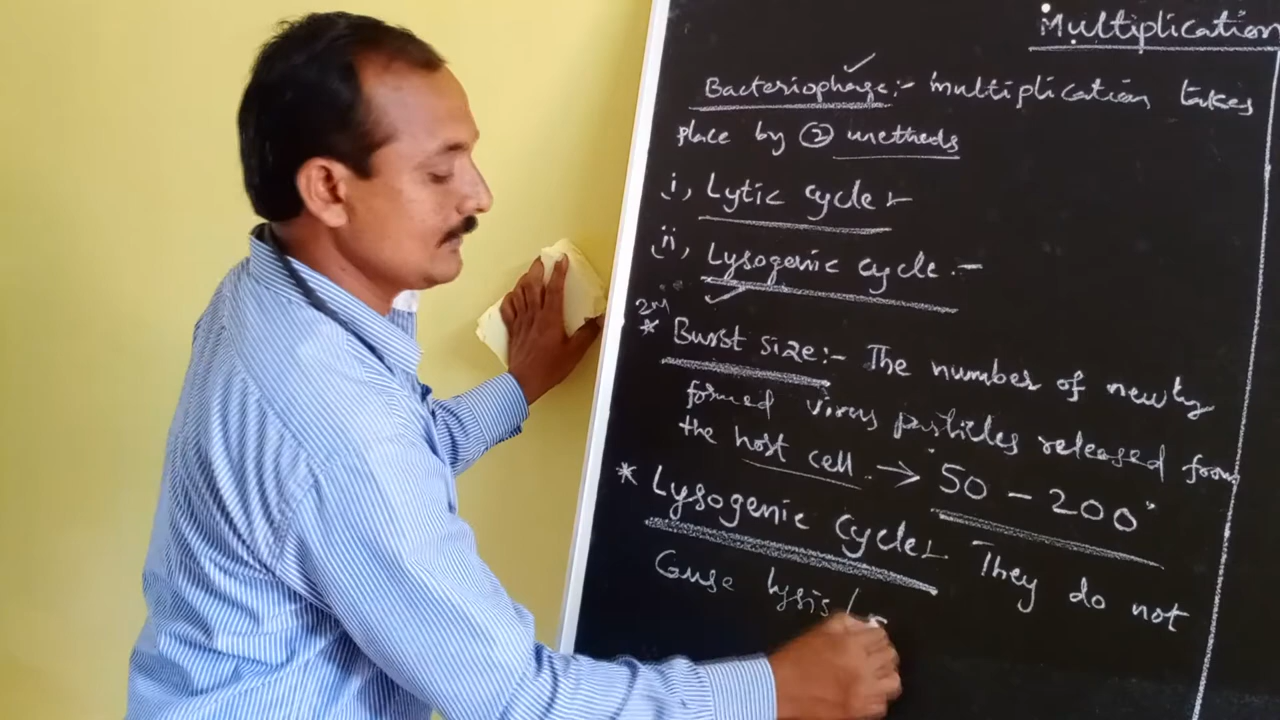 Multiplication
Bacteriophage:- multiplication takes
place by ② methods
i, Lytic cycle -
ii, Lysogenic cycle -
* Burst size:- The number of newly
formed virus particles released from
the host cell. → 50 - 200
* Lysogenic cycle - They do not
Cause lysis /